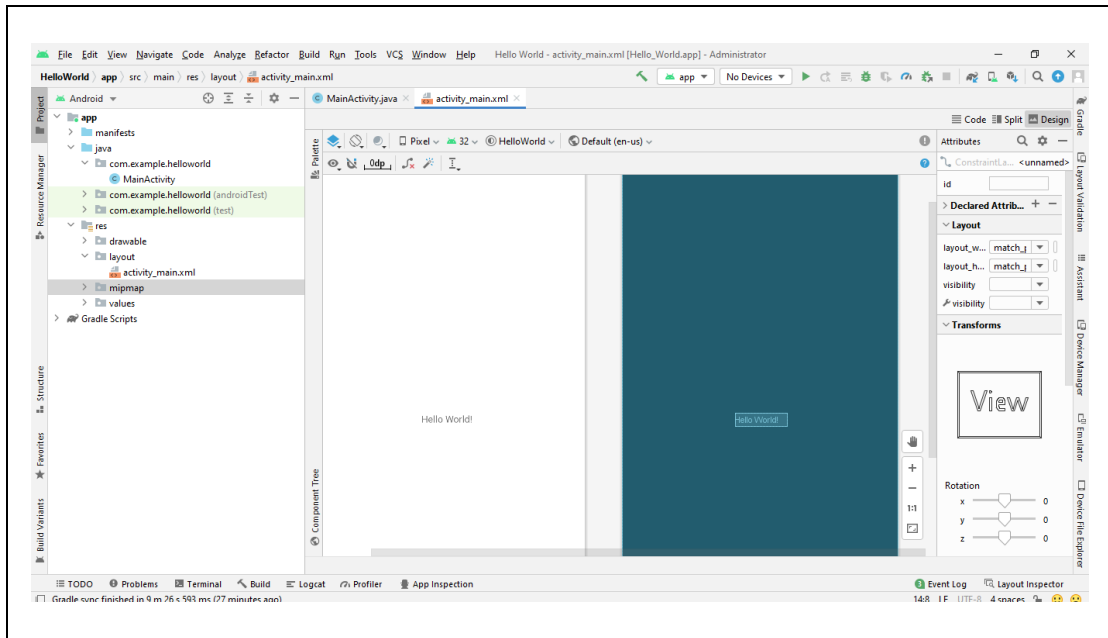 File Edit View Navigate Code Analyze Refactor Build Run Tools VCS Window Help Hello World - activity_main.xml [Hello_World.app] - Administrator
HelloWorld app src main res layout activity_main.xml app No Devices
Project Android MainActivity.java activity_main.xml Gradle
app Code Split Design
manifests Palette Pixel 32 HelloWorld Default (en-us) Attributes
java 0dp ConstraintLa... <unnamed>
Resource Manager com.example.helloworld Layout Validation
MainActivity id
com.example.helloworld (androidTest)
com.example.helloworld (test) Declared Attrib...
res Layout
drawable layout_w...
layout layout_h... Assistant
activity_main.xml visibility
mipmap visibility
values Transforms
Gradle Scripts Device Manager
Structure View
Hello World! Hello World! Emulator
Favorites
Component Tree Rotation
x 0
Build Variants 1:1 y 0 Device File Explorer
z 0
TODO Problems Terminal Build Logcat Profiler App Inspection 3 Event Log Layout Inspector
Gradle sync finished in 9 m 26 s 593 ms (27 minutes ago) 14:8 LF UTF-8 4 spaces